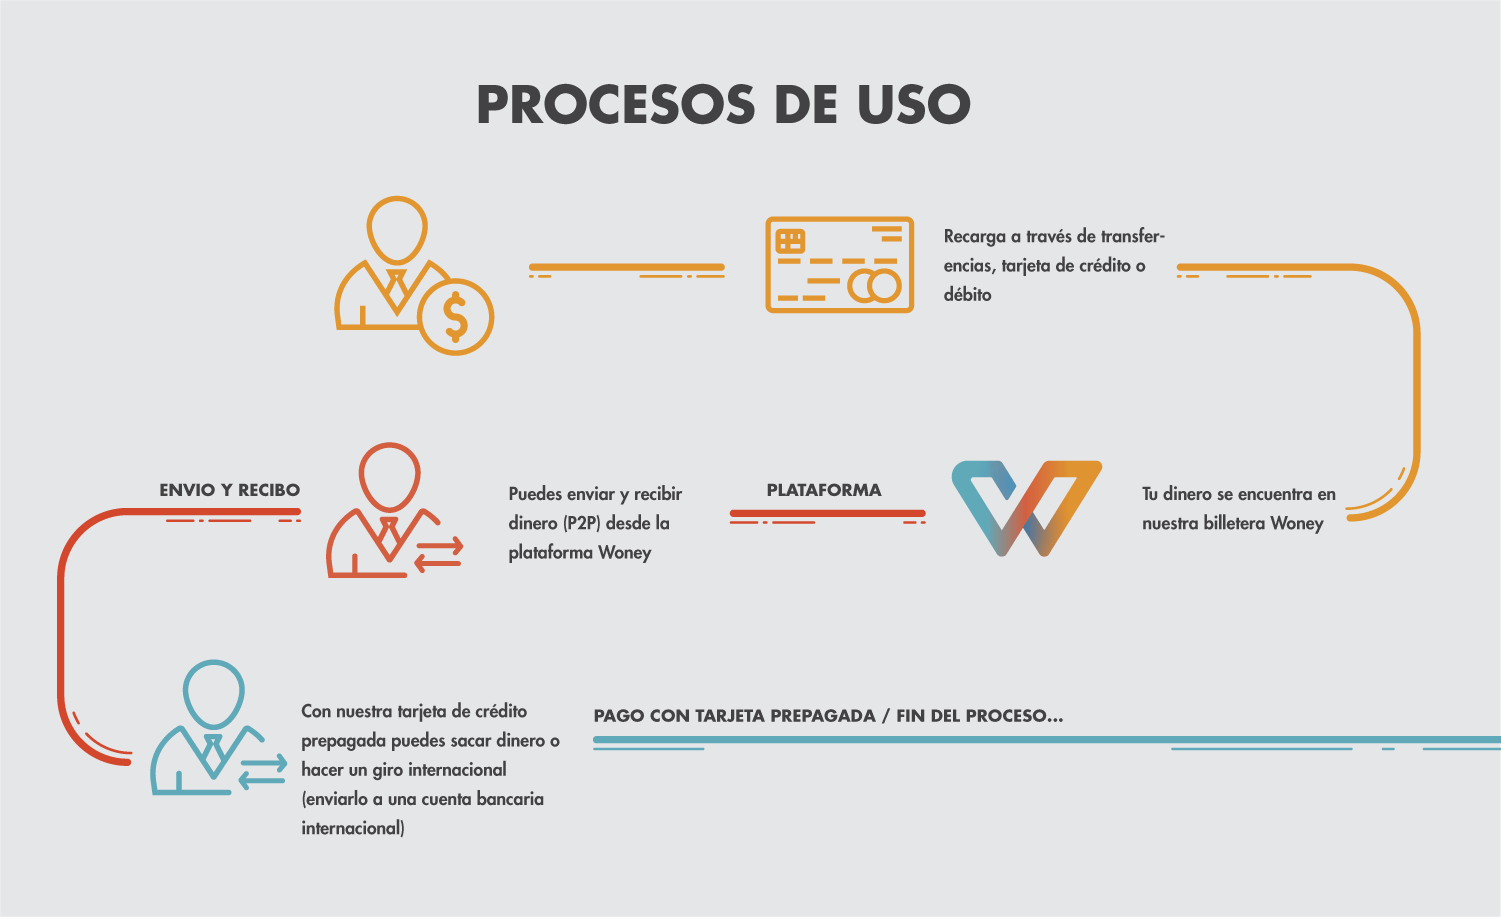 PROCESOS DE USO
$
Recarga a través de transfer-
encias, tarjeta de crédito o
débito
Tu dinero se encuentra en
nuestra billetera Woney
PLATAFORMA
Puedes enviar y recibir
dinero (P2P) desde la
plataforma Woney
ENVIO Y RECIBO
Con nuestra tarjeta de crédito
prepagada puedes sacar dinero o
hacer un giro internacional
(enviarlo a una cuenta bancaria
internacional)
PAGO CON TARJETA PREPAGADA / FIN DEL PROCESO...